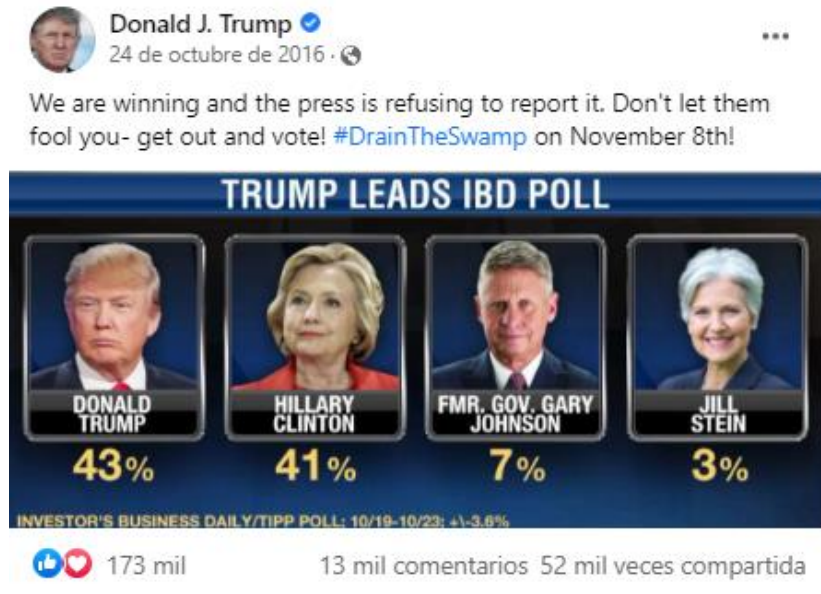 Donald J. Trump
24 de octubre de 2016 ·
We are winning and the press is refusing to report it. Don't let them
fool you- get out and vote! #DrainTheSwamp on November 8th!
TRUMP LEADS IBD POLL
DONALD
TRUMP
43%
HILLARY
CLINTON
41%
FMR. GOV. GARY
JOHNSON
7%
JILL
STEIN
3%
INVESTOR'S BUSINESS DAILY/TIPP POLL: 10/19-10/23; +\-3.6%
173 mil
13 mil comentarios 52 mil veces compartida